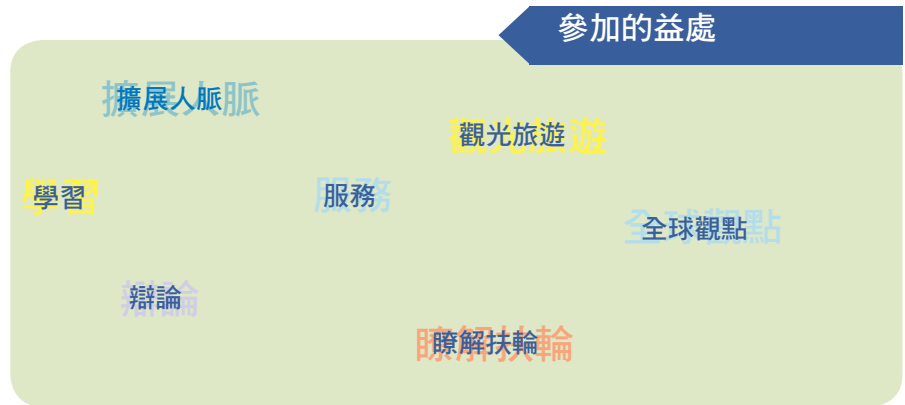 參加的益處
擴展人脈
觀光旅遊
學習
服務
全球觀點
辯論
瞭解扶輪